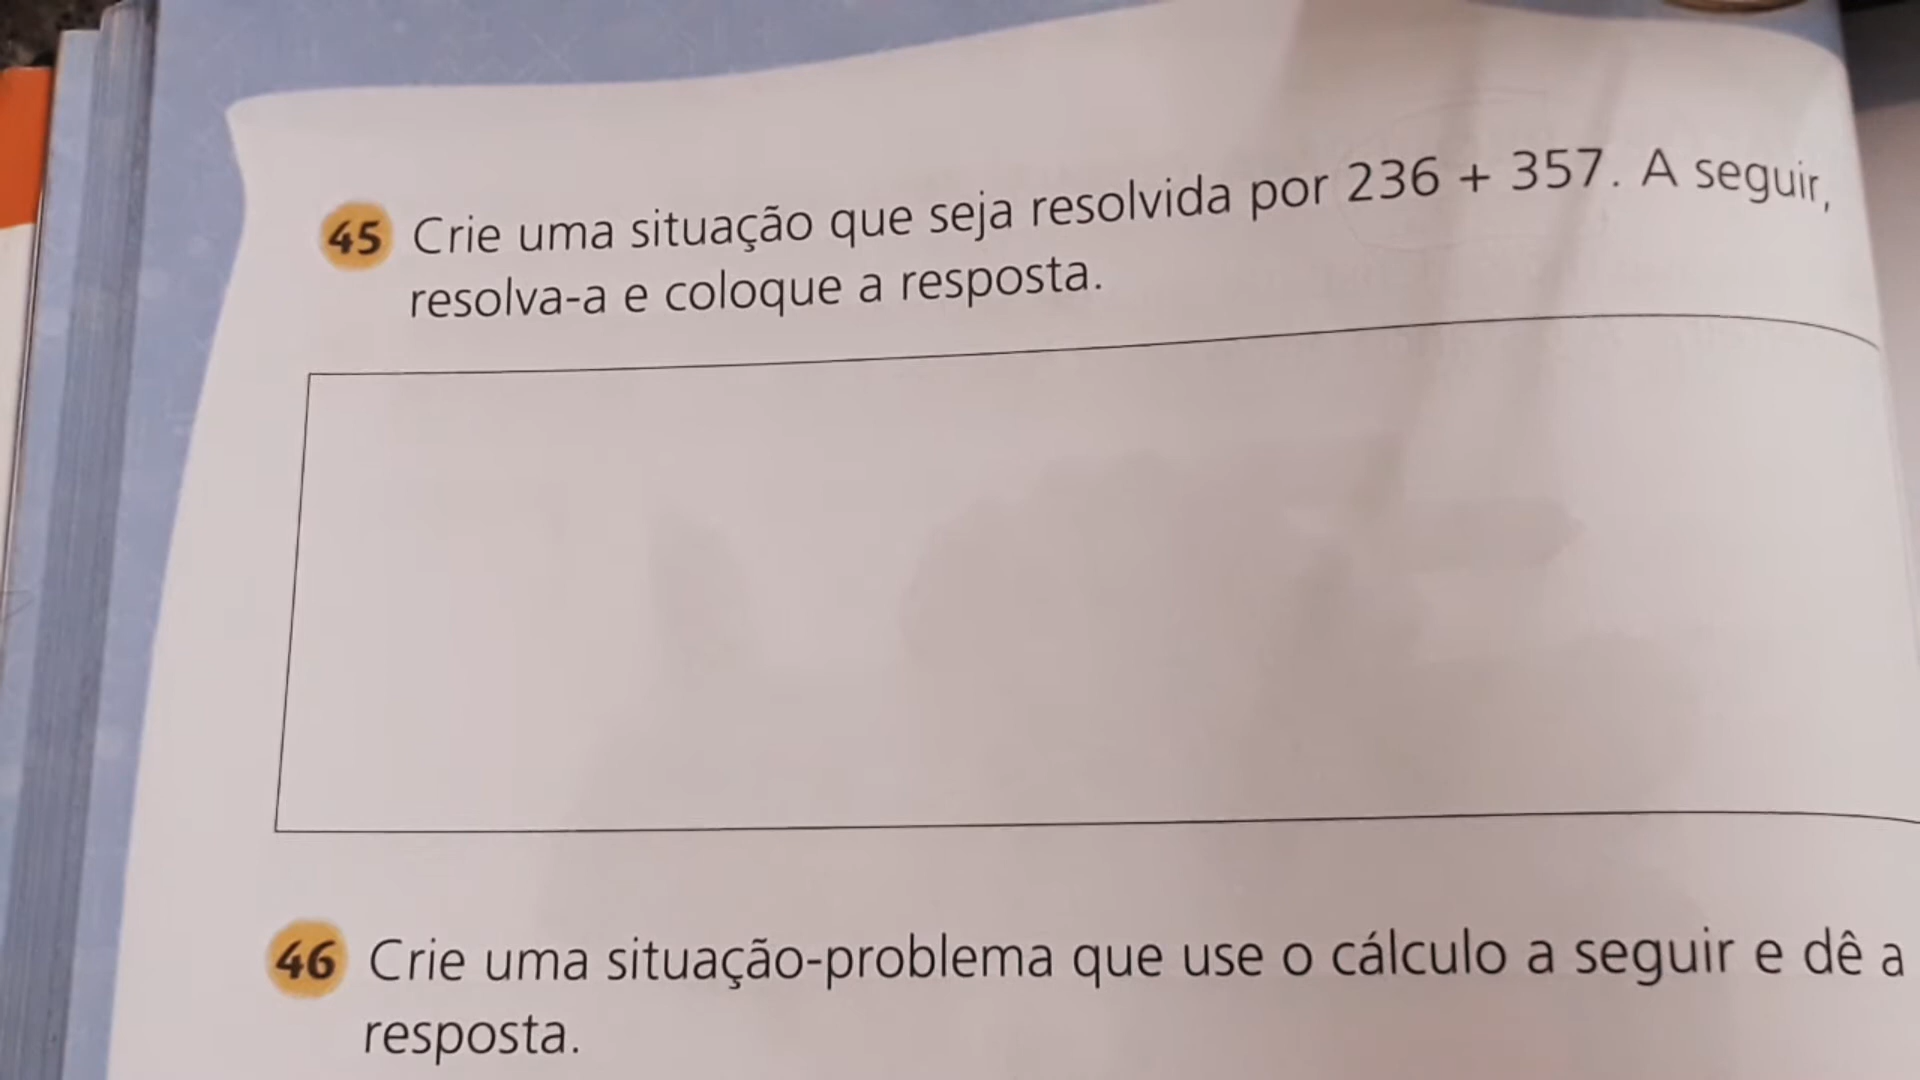 45 Crie uma situação que seja resolvida por 236 + 357. A seguir,
resolva-a e coloque a resposta.
46 Crie uma situação-problema que use o cálculo a seguir e dê a
resposta.